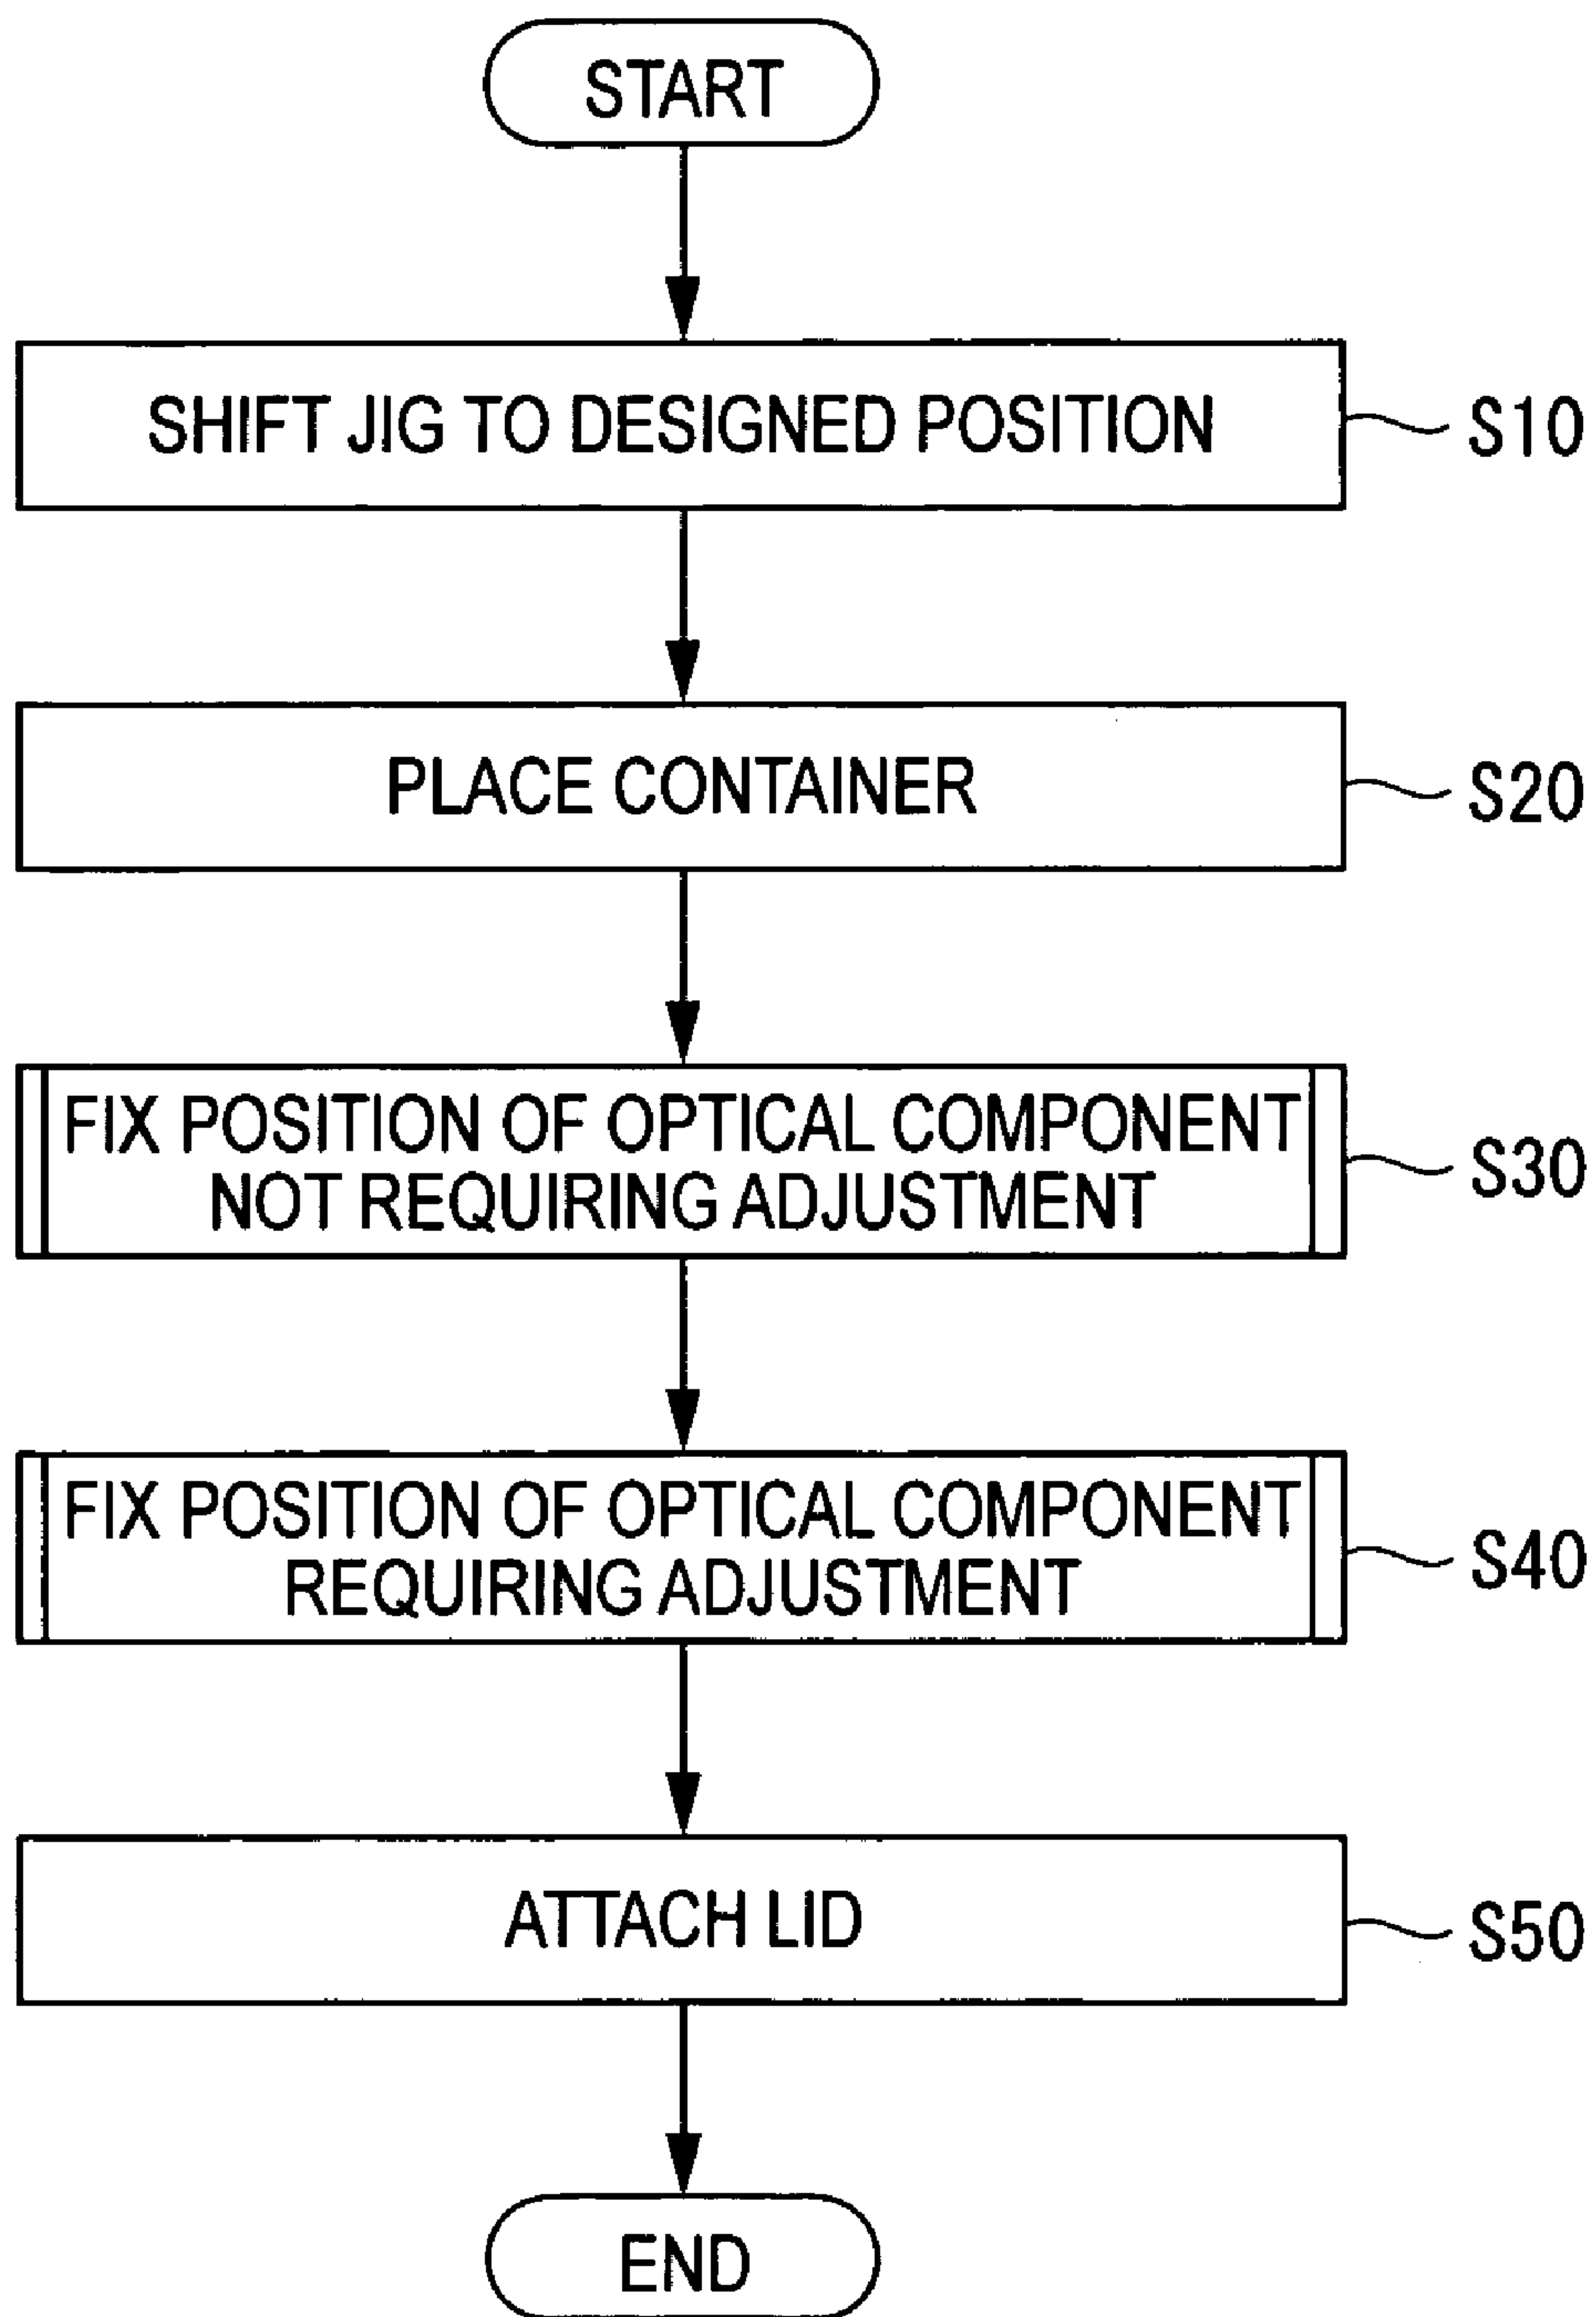 START
SHIFT JIG TO DESIGNED POSITION
S10
PLACE CONTAINER
S20
FIX POSITION OF OPTICAL COMPONENT
NOT REQUIRING ADJUSTMENT
S30
FIX POSITION OF OPTICAL COMPONENT
REQUIRING ADJUSTMENT
S40
ATTACH LID
S50
END